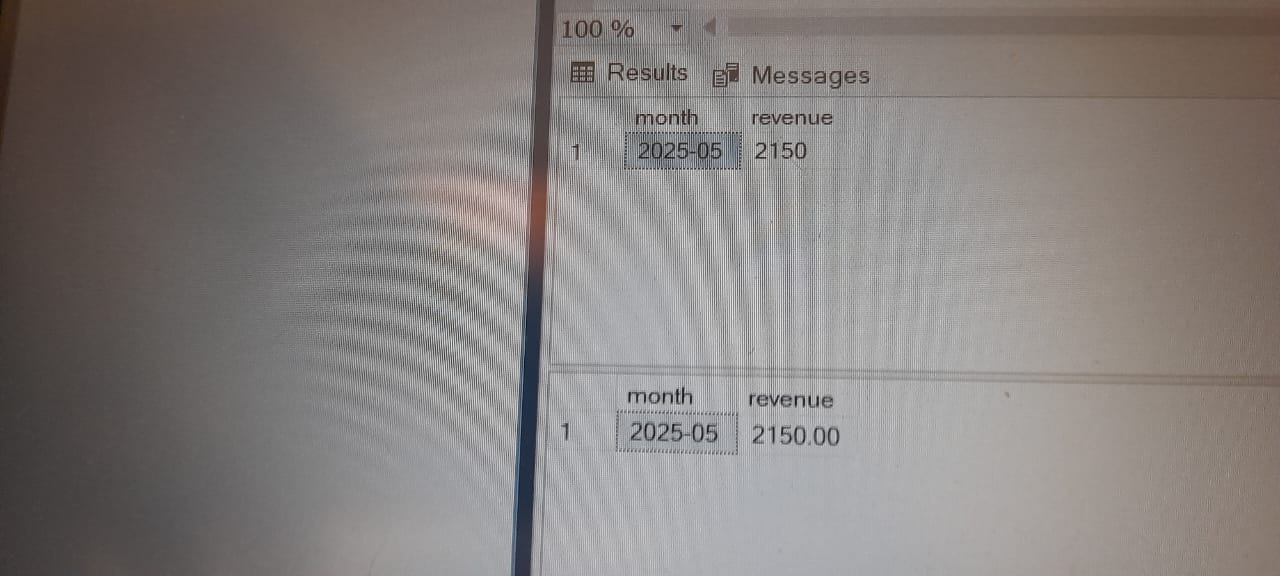 100 %
Results Messages
month revenue
1 2025-05 2150
month revenue
1 2025-05 2150.00